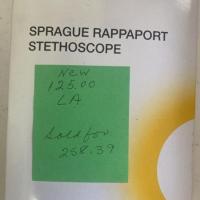 SPRAGUE RAPPAPORT
STETHOSCOPE
New
125.00
LA
Sold for
258.39